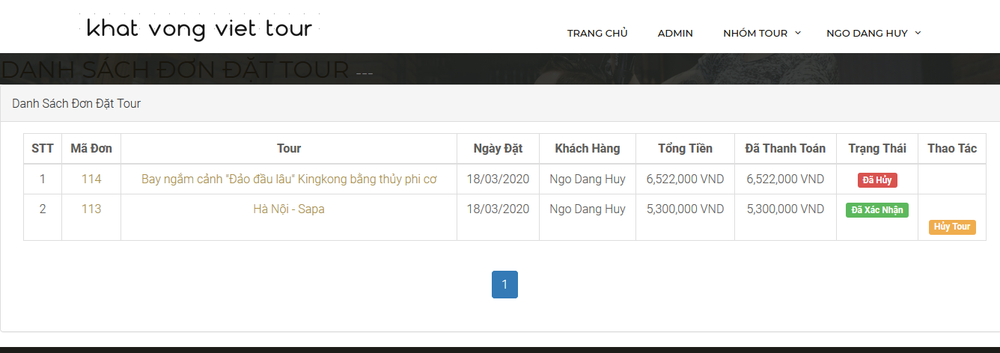 khat vong viet tour
TRANG CHỦ ADMIN NHÓM TOUR NGO DANG HUY
DANH SÁCH ĐƠN ĐẶT TOUR ---
Danh Sách Đơn Đặt Tour
STT Mã Đơn Tour Ngày Đặt Khách Hàng Tổng Tiền Đã Thanh Toán Trạng Thái Thao Tác
1 114 Bay ngắm cảnh "Đảo đầu lâu" Kingkong bằng thủy phi cơ 18/03/2020 Ngo Dang Huy 6,522,000 VND 6,522,000 VND Đã Hủy
2 113 Hà Nội - Sapa 18/03/2020 Ngo Dang Huy 5,300,000 VND 5,300,000 VND Đã Xác Nhận
Hủy Tour
1